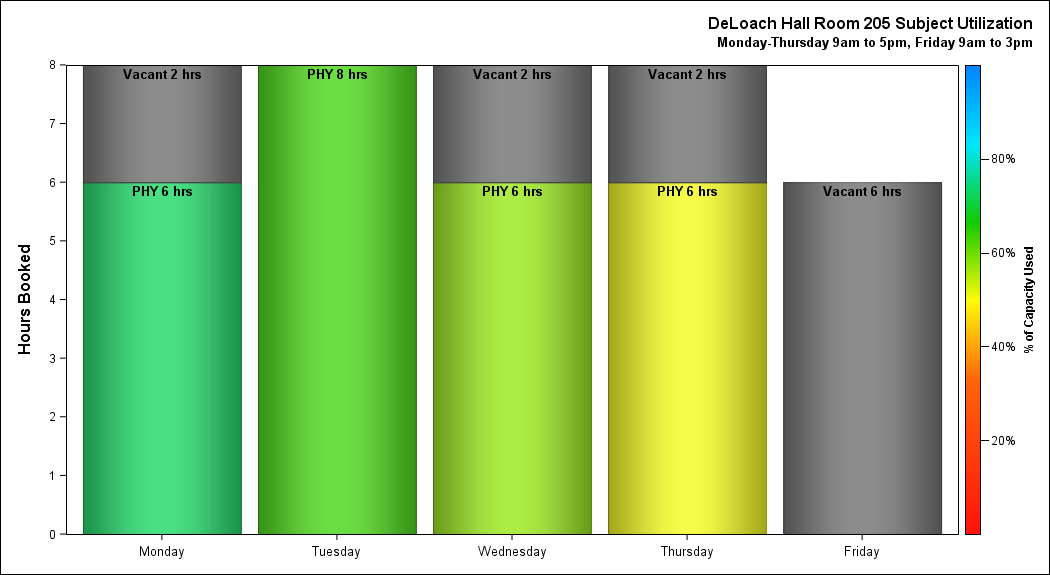 DeLoach Hall Room 205 Subject Utilization
Monday-Thursday 9am to 5pm, Friday 9am to 3pm
Hours Booked
8
7
6
5
4
3
2
1
0
Vacant 2 hrs
PHY 8 hrs
Vacant 2 hrs
Vacant 2 hrs
PHY 6 hrs
PHY 6 hrs
PHY 6 hrs
Vacant 6 hrs
Monday
Tuesday
Wednesday
Thursday
Friday
80%
60%
40%
20%
% of Capacity Used